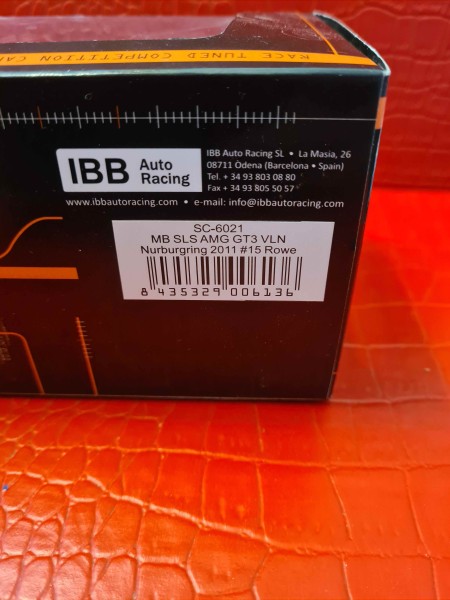 RACE TUNED COMPETITION CAR
IBB Auto Racing
IBB Auto Racing SL • La Masia, 26
08711 Odena (Barcelona • Spain)
Tel. + 34 93 803 08 80
Fax + 34 93 805 50 57
www.ibbautoracing.com • e-mail: info@ibbautoracing.com
SC-6021
MB SLS AMG GT3 VLN
Nurburgring 2011 #15 Rowe
8 435329 006136